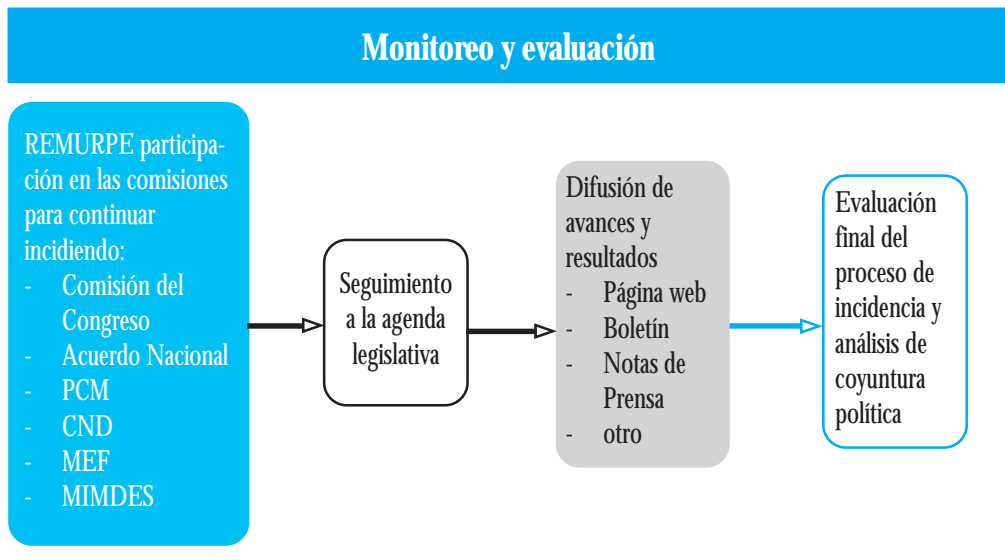 Monitoreo y evaluación
REMURPE participa-
ción en las comisiones
para continuar
incidiendo:
- Comisión del
Congreso
- Acuerdo Nacional
- PCM
- CND
- MEF
- MIMDES
Seguimiento
a la agenda
legislativa
Difusión de
avances y
resultados
- Página web
- Boletín
- Notas de
Prensa
- otro
Evaluación
final del
proceso de
incidencia y
análisis de
coyuntura
política